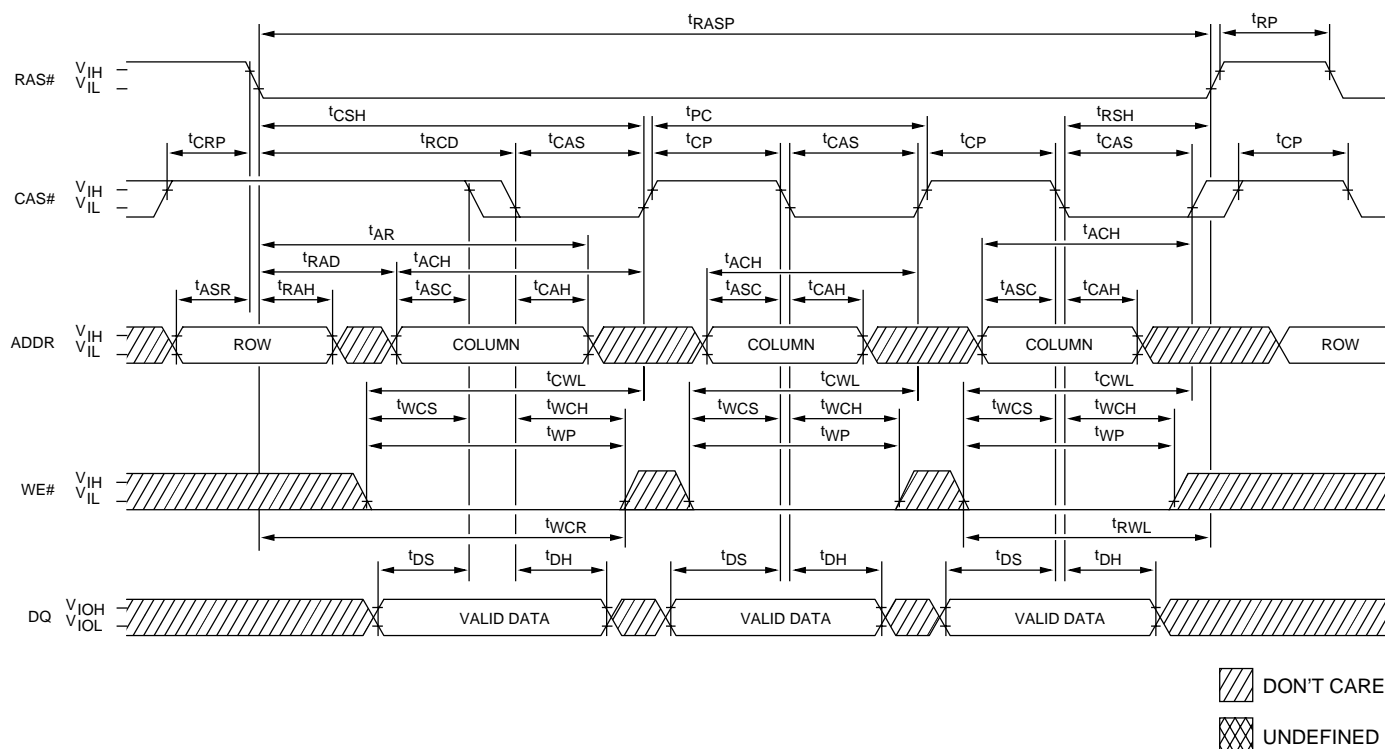 tRASP
tRP
RAS# VIH
VIL
tCSH tPC tRSH
tCRP tRCD tCAS tCP tCAS tCP tCAS tCP
CAS# VIH
VIL
tAR tACH
tRAD tACH tACH
tASR tRAH tASC tCAH tASC tCAH tASC tCAH
ADDR VIH
VIL
ROW COLUMN COLUMN COLUMN ROW
tCWL tCWL tCWL
tWCS tWCH tWCS tWCH tWCS tWCH
tWP tWP tWP
WE# VIH
VIL
tWCR tRWL
tDS tDH tDS tDH tDS tDH
DQ VIOH
VIOL
VALID DATA VALID DATA VALID DATA
DON'T CARE
UNDEFINED